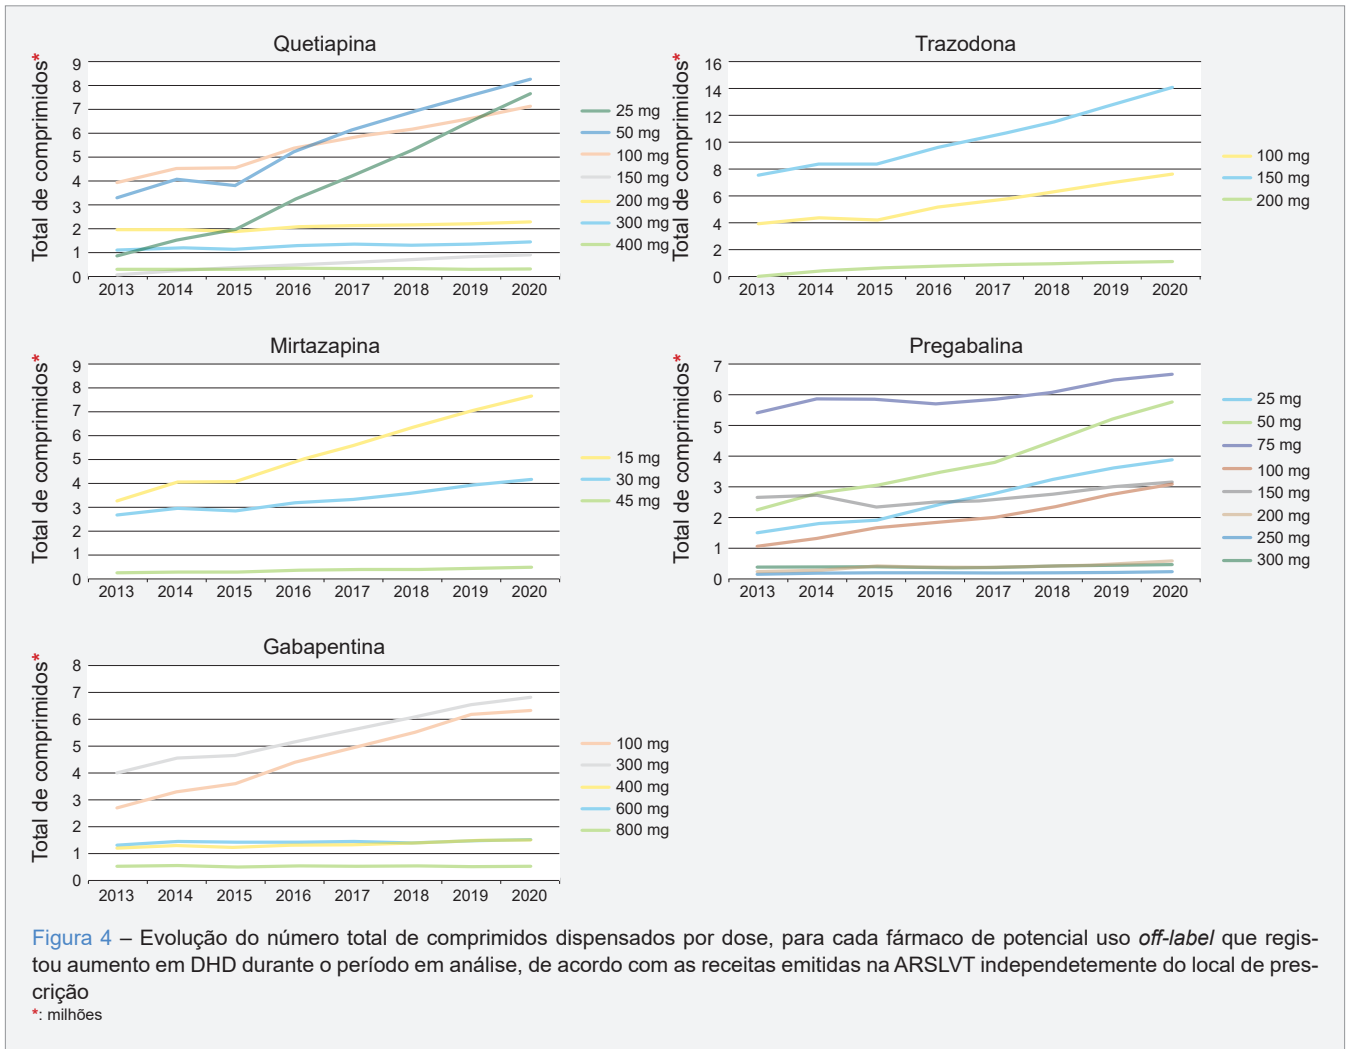 Quetiapina
Total de comprimidos*
9
8
7
6
5
4
3
2
1
0
2013 2014 2015 2016 2017 2018 2019 2020
25 mg
50 mg
100 mg
150 mg
200 mg
300 mg
400 mg
Trazodona
Total de comprimidos*
16
14
12
10
8
6
4
2
0
2013 2014 2015 2016 2017 2018 2019 2020
100 mg
150 mg
200 mg
Mirtazapina
Total de comprimidos*
9
8
7
6
5
4
3
2
1
0
2013 2014 2015 2016 2017 2018 2019 2020
15 mg
30 mg
45 mg
Pregabalina
Total de comprimidos*
7
6
5
4
3
2
1
0
2013 2014 2015 2016 2017 2018 2019 2020
25 mg
50 mg
75 mg
100 mg
150 mg
200 mg
250 mg
300 mg
Gabapentina
Total de comprimidos*
8
7
6
5
4
3
2
1
0
2013 2014 2015 2016 2017 2018 2019 2020
100 mg
300 mg
400 mg
600 mg
800 mg
Figura 4 – Evolução do número total de comprimidos dispensados por dose, para cada fármaco de potencial uso off-label que regis-
tou aumento em DHD durante o período em análise, de acordo com as receitas emitidas na ARSLVT independetemente do local de pres-
crição
*: milhões